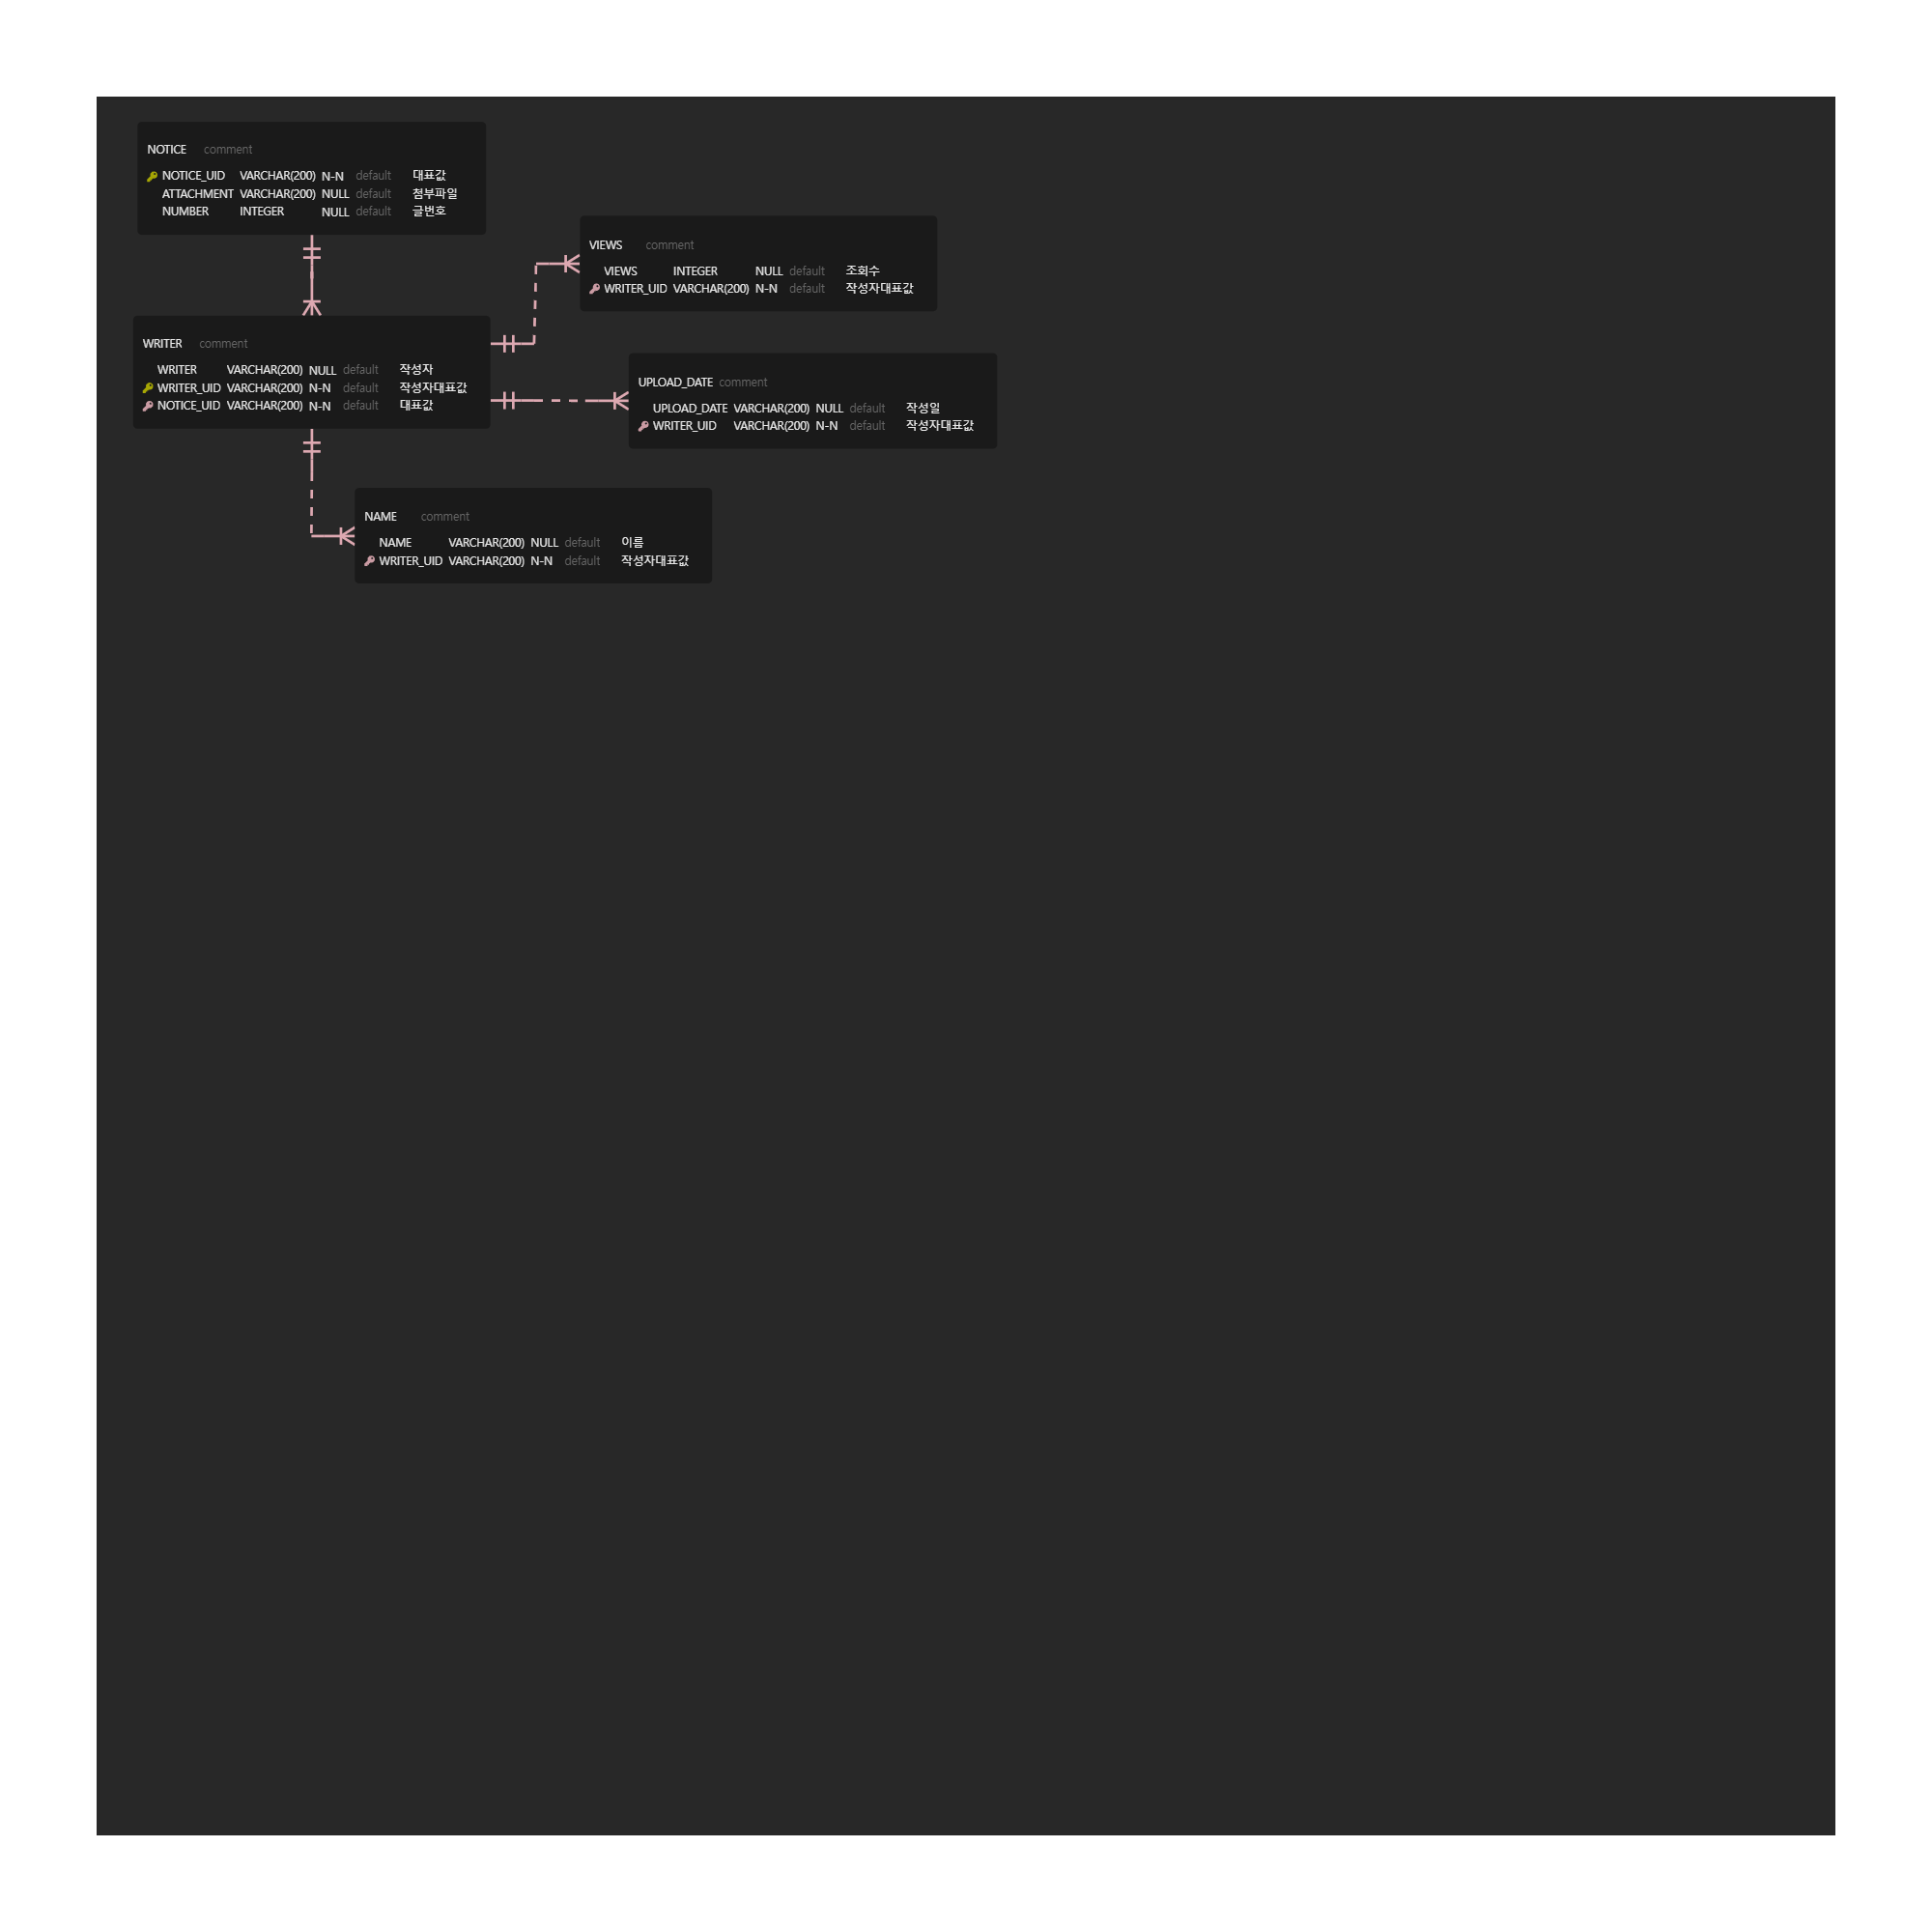 NOTICE comment
NOTICE_UID VARCHAR(200) N-N default 대표값
ATTACHMENT VARCHAR(200) NULL default 첨부파일
NUMBER INTEGER NULL default 글번호
VIEWS comment
VIEWS INTEGER NULL default 조회수
WRITER_UID VARCHAR(200) N-N default 작성자대표값
WRITER comment
WRITER VARCHAR(200) NULL default 작성자
WRITER_UID VARCHAR(200) N-N default 작성자대표값
NOTICE_UID VARCHAR(200) N-N default 대표값
UPLOAD_DATE comment
UPLOAD_DATE VARCHAR(200) NULL default 작성일
WRITER_UID VARCHAR(200) N-N default 작성자대표값
NAME comment
NAME VARCHAR(200) NULL default 이름
WRITER_UID VARCHAR(200) N-N default 작성자대표값